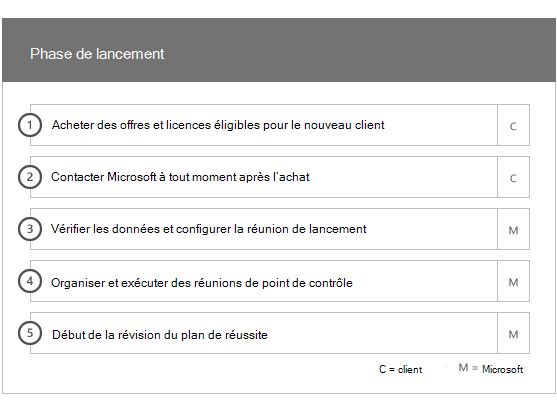 Phase de lancement
1 Acheter des offres et licences éligibles pour le nouveau client C
2 Contacter Microsoft à tout moment après l'achat C
3 Vérifier les données et configurer la réunion de lancement M
4 Organiser et exécuter des réunions de point de contrôle M
5 Début de la révision du plan de réussite M
C = client M = Microsoft